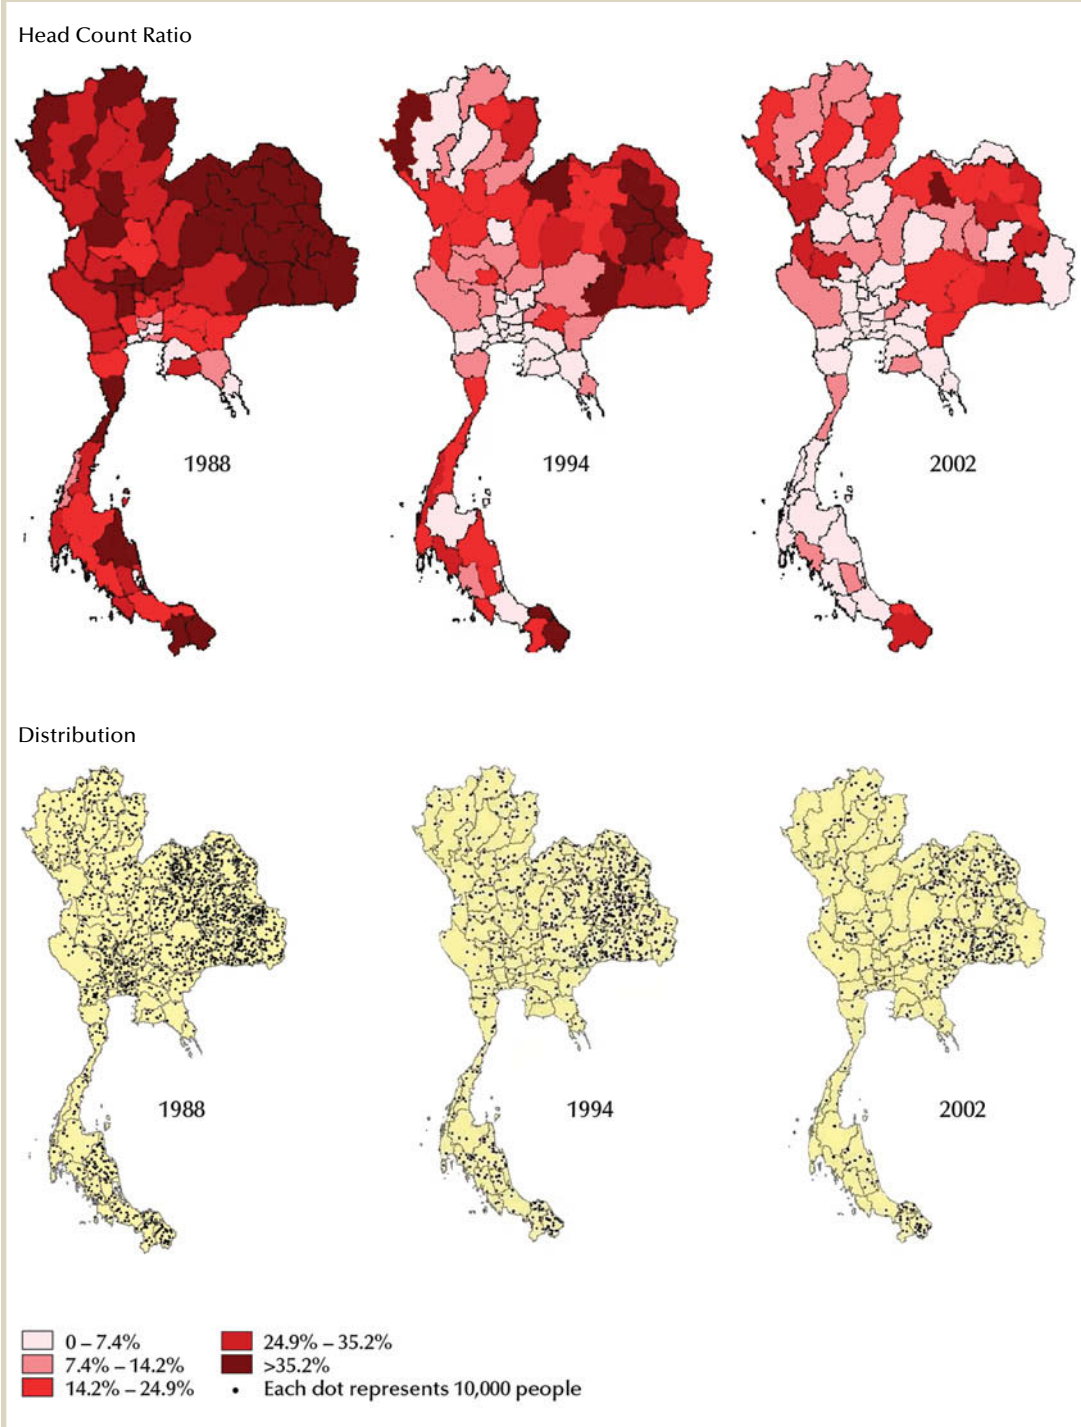 Head Count Ratio
1988
1994
2002
Distribution
1988
1994
2002
0 – 7.4%
7.4% – 14.2%
14.2% – 24.9%
24.9% – 35.2%
>35.2%
Each dot represents 10,000 people